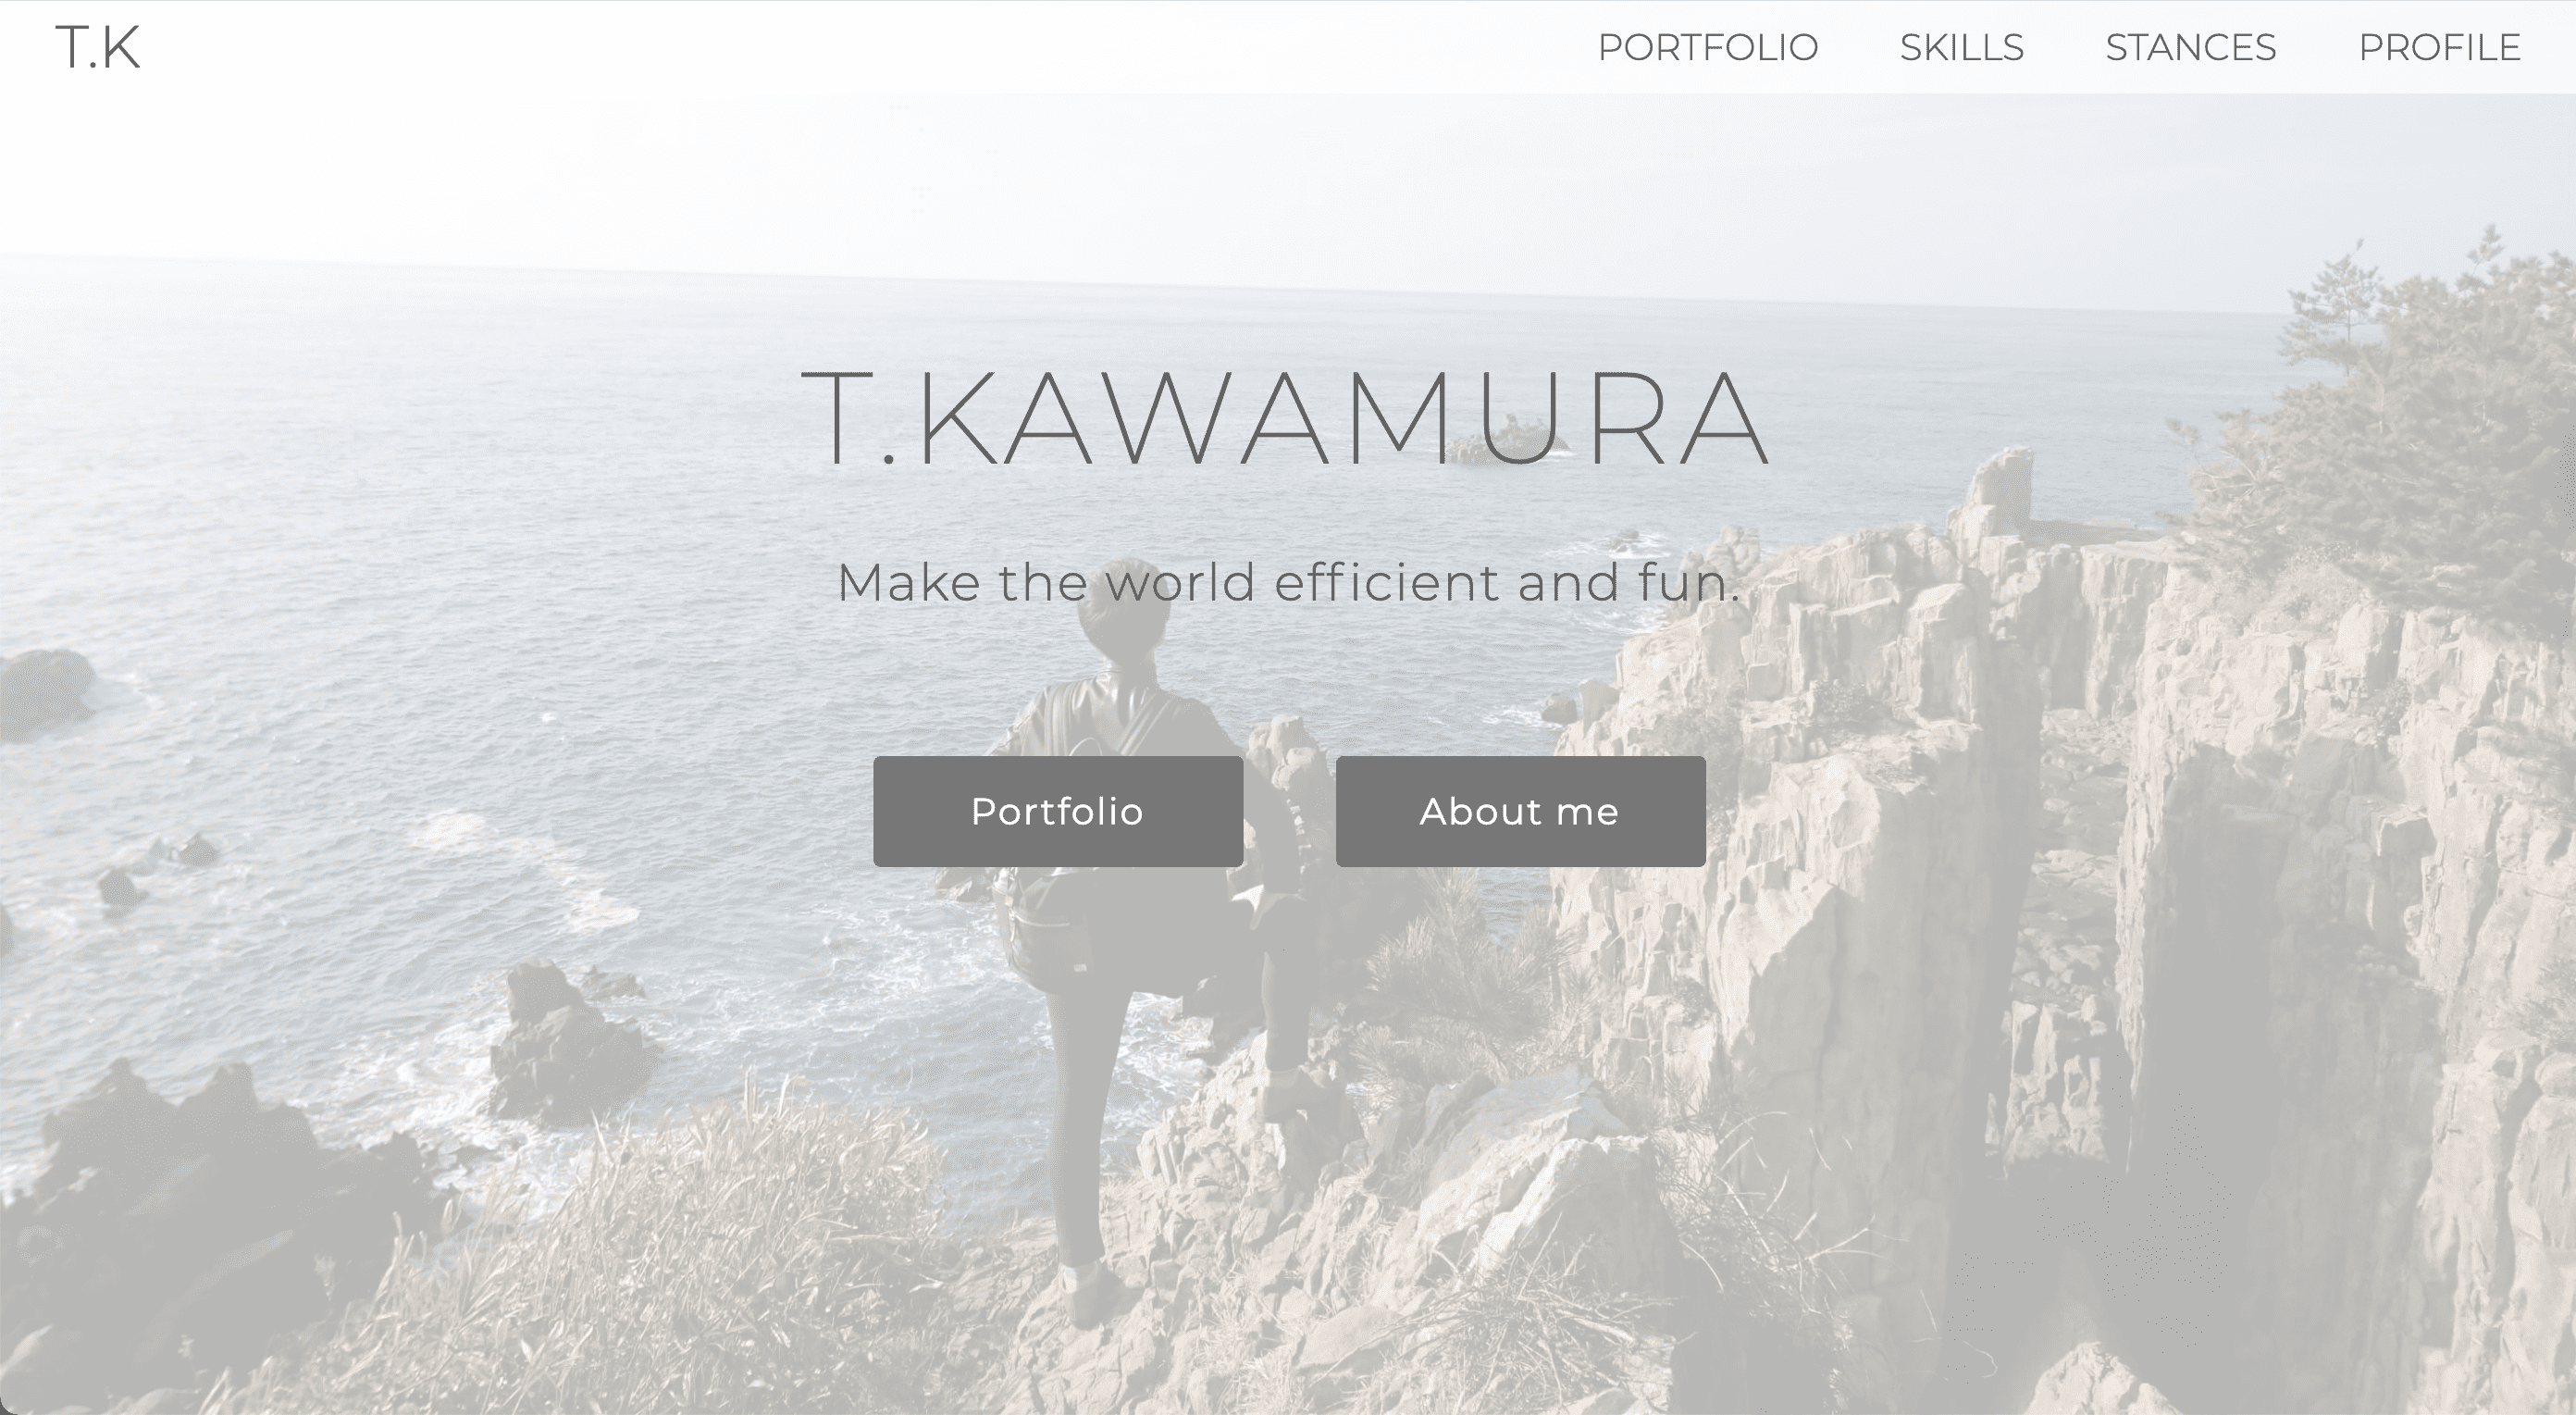 T.K
PORTFOLIO SKILLS STANCES PROFILE
T.KAWAMURA
Make the world efficient and fun.
Portfolio
About me